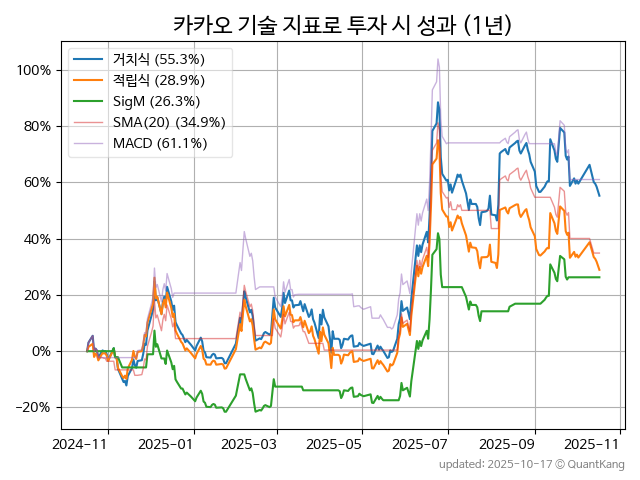 카카오 기술 지표로 투자 시 성과 (1년)
거치식 (55.3%)
적립식 (28.9%)
SigM (26.3%)
SMA(20) (34.9%)
MACD (61.1%)
100%
80%
60%
40%
20%
0%
−20%
2024-11
2025-01
2025-03
2025-05
2025-07
2025-09
2025-11
updated: 2025-10-17 © QuantKang